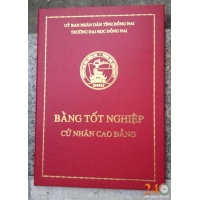 ỦY BAN NHÂN DÂN TỈNH ĐỒNG NAI
TRƯỜNG ĐẠI HỌC ĐỒNG NAI
BẰNG TỐT NGHIỆP
CỬ NHÂN CAO ĐẲNG